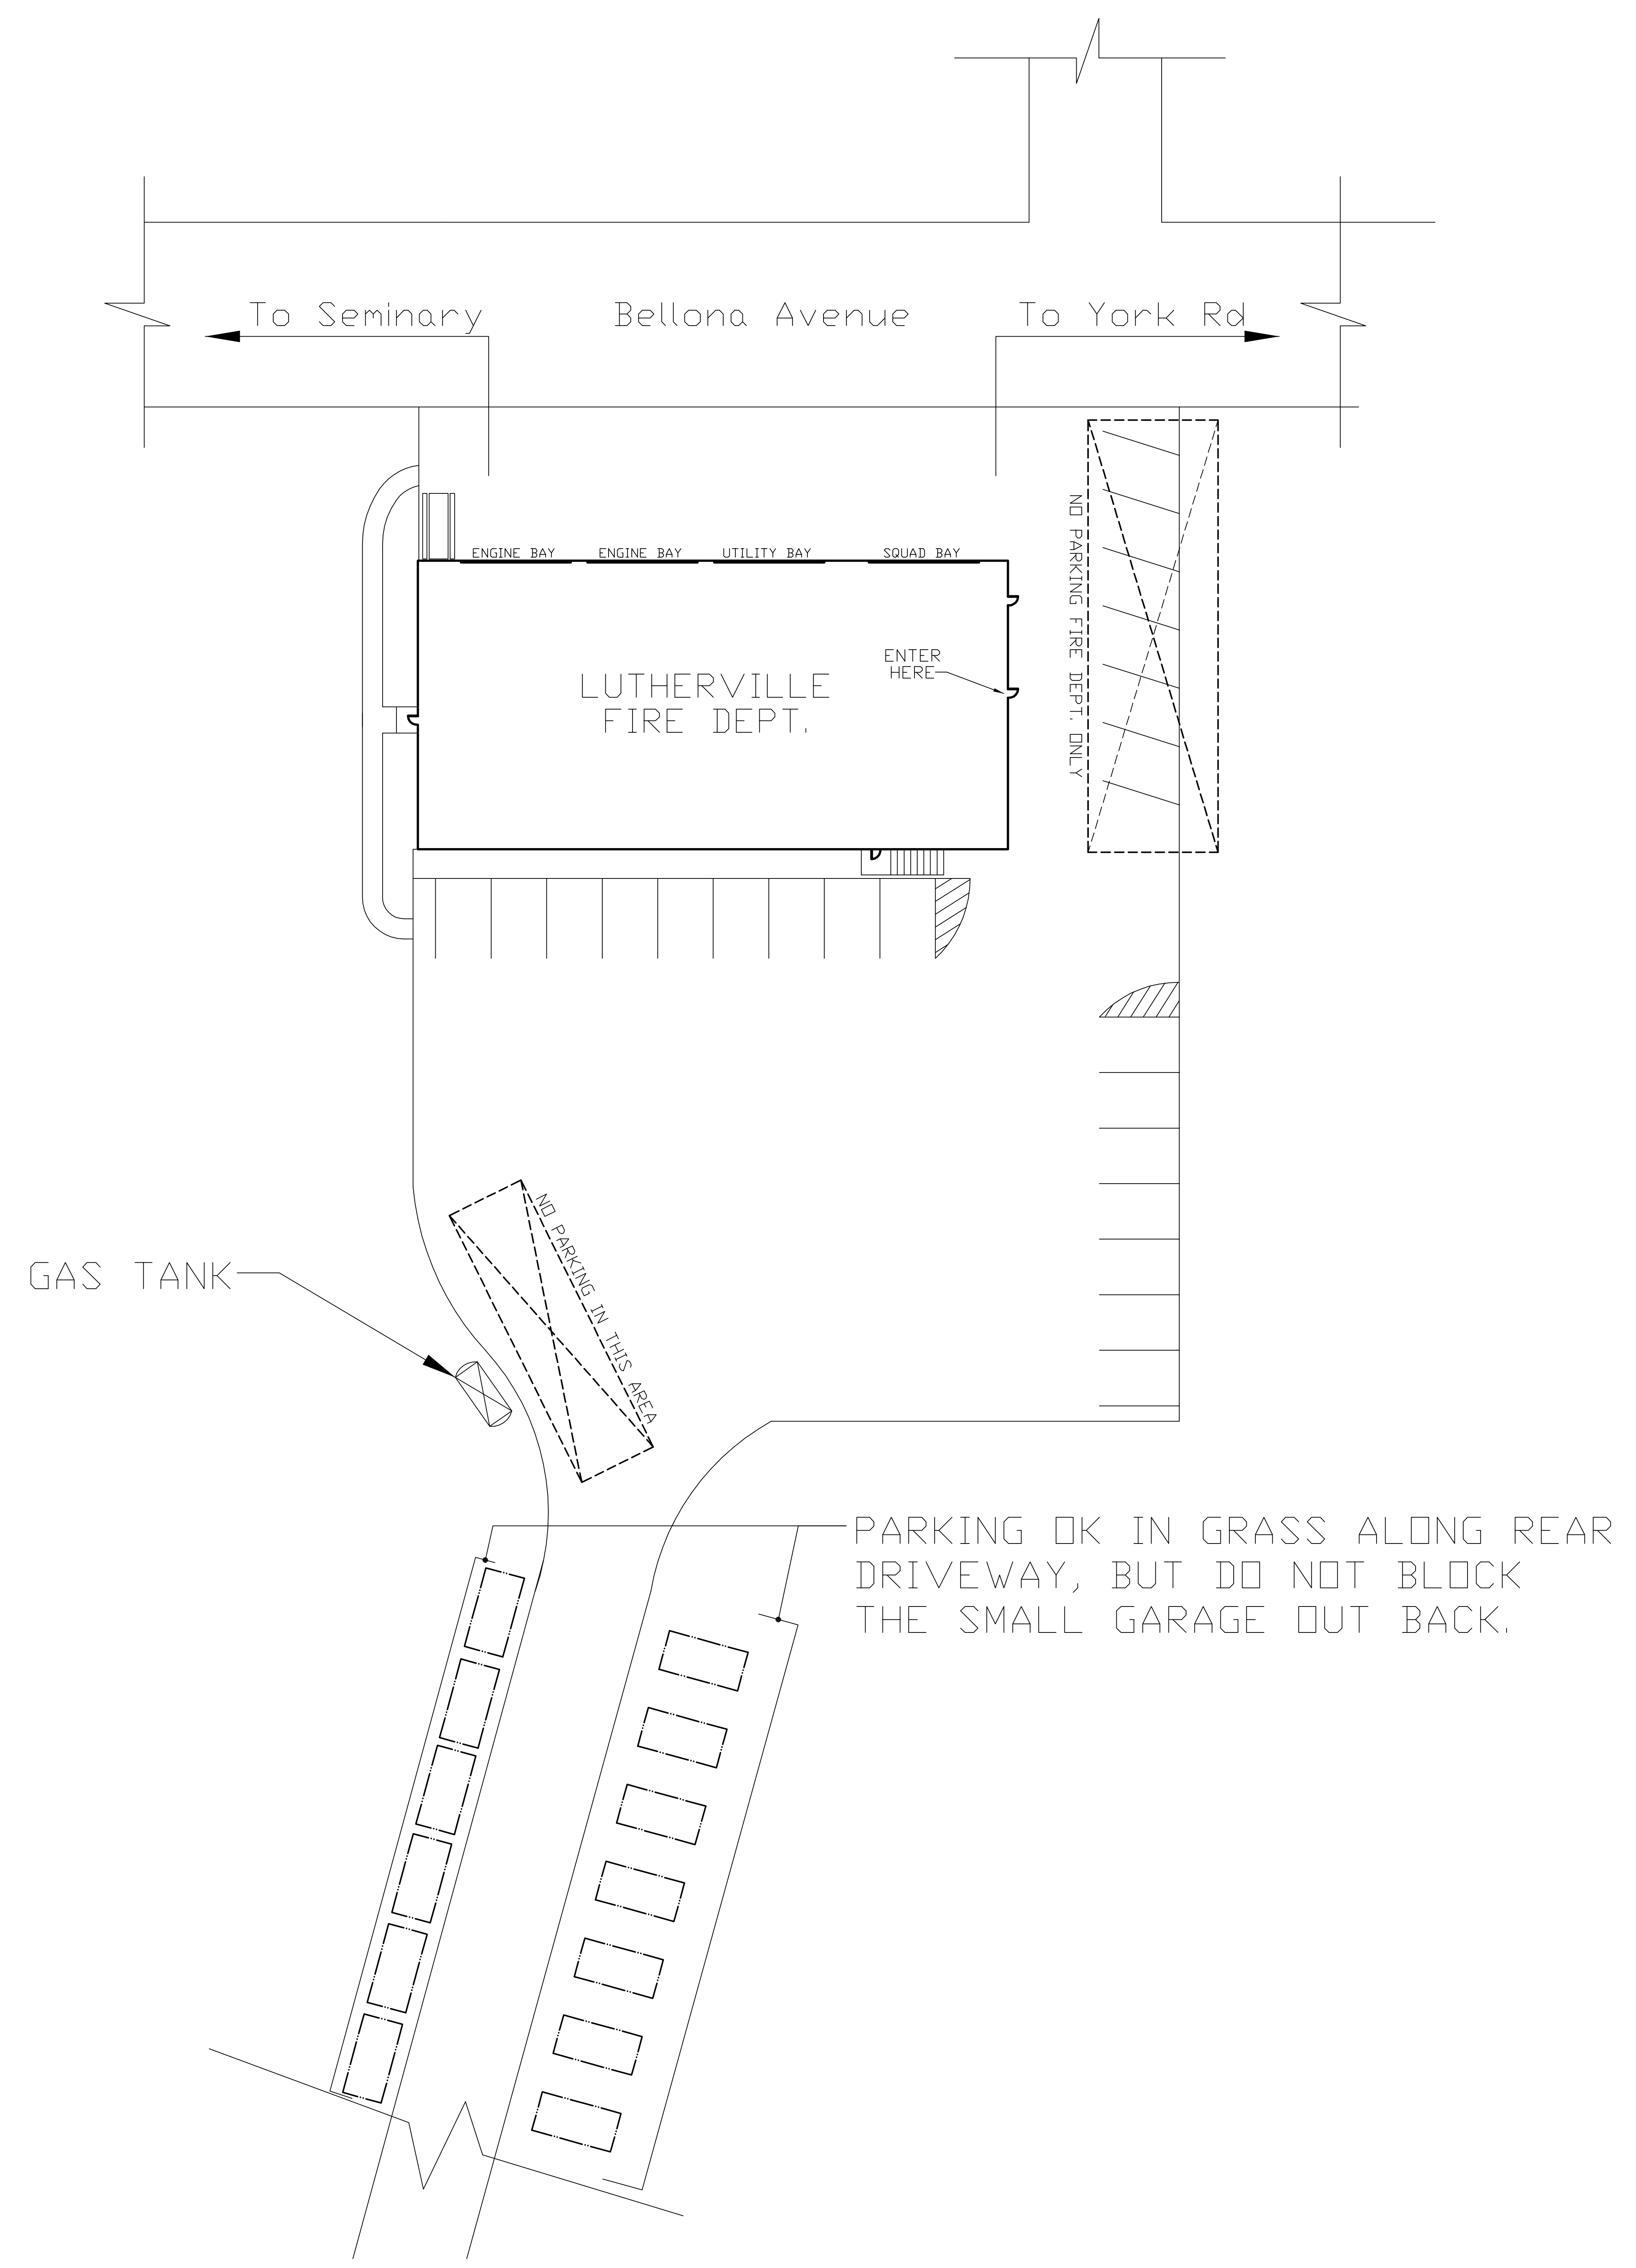 To Seminary
Bellona Avenue
To York Rd
ENGINE BAY
ENGINE BAY
UTILITY BAY
SQUAD BAY
NO PARKING FIRE DEPT. ONLY
ENTER
HERE
LUTHERVILLE
FIRE DEPT.
NO PARKING IN THIS AREA
GAS TANK
PARKING OK IN GRASS ALONG REAR
DRIVEWAY, BUT DO NOT BLOCK
THE SMALL GARAGE OUT BACK.